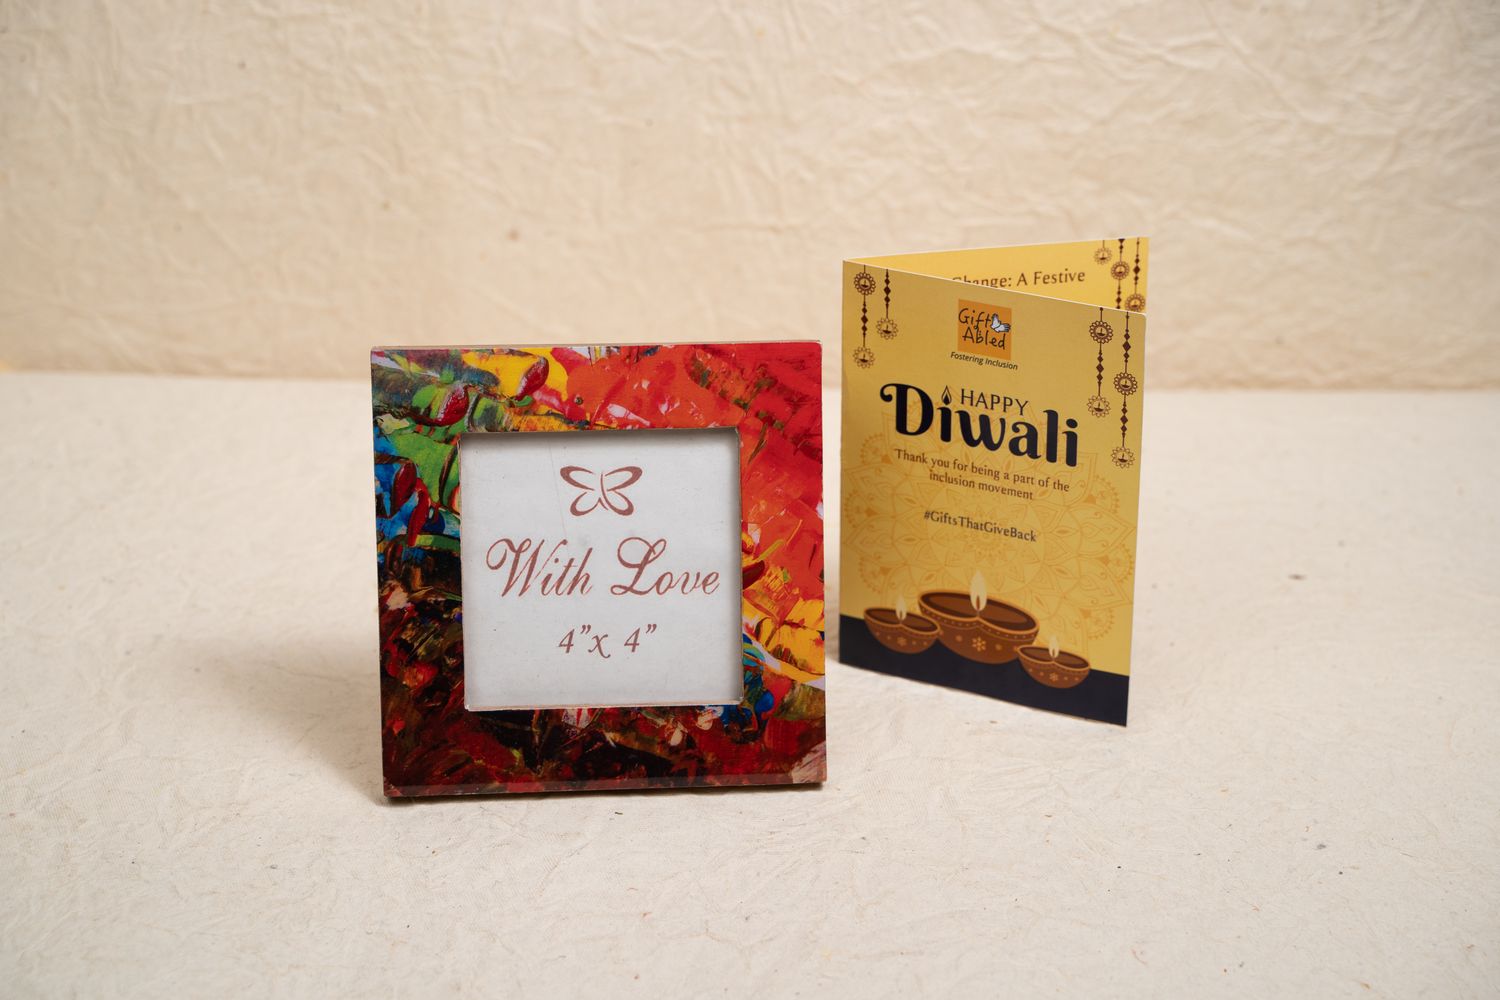 With Love
4”x 4”
Change: A Festive
Gift
Abled
Fostering Inclusion
HAPPY
Diwali
Thank you for being a part of the
inclusion movement
#GiftsThatGiveBack